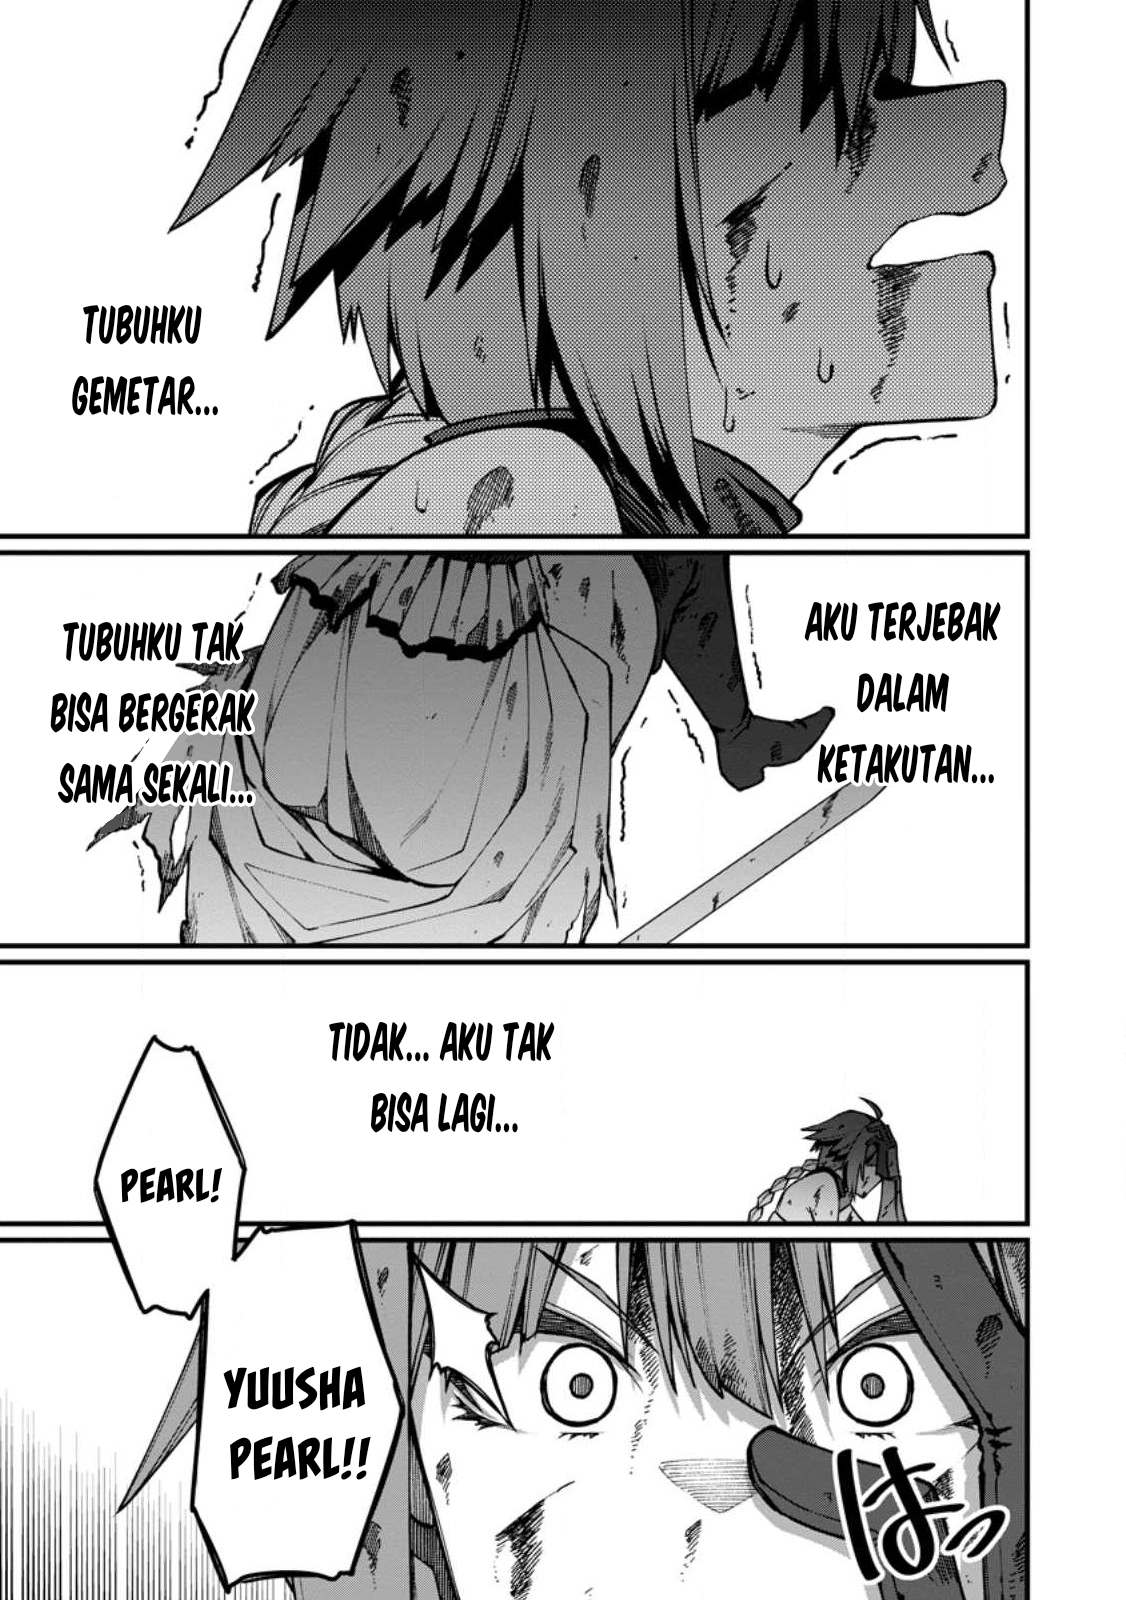 TUBUHKU
GEMETAR...
AKU TERJEBAK
DALAM
KETAKUTAN...
TUBUHKU TAK
BISA BERGERAK
SAMA SEKALI...
TIDAK... AKU TAK
BISA LAGI...
PEARL!
YUUSHA
PEARL!!
はっ